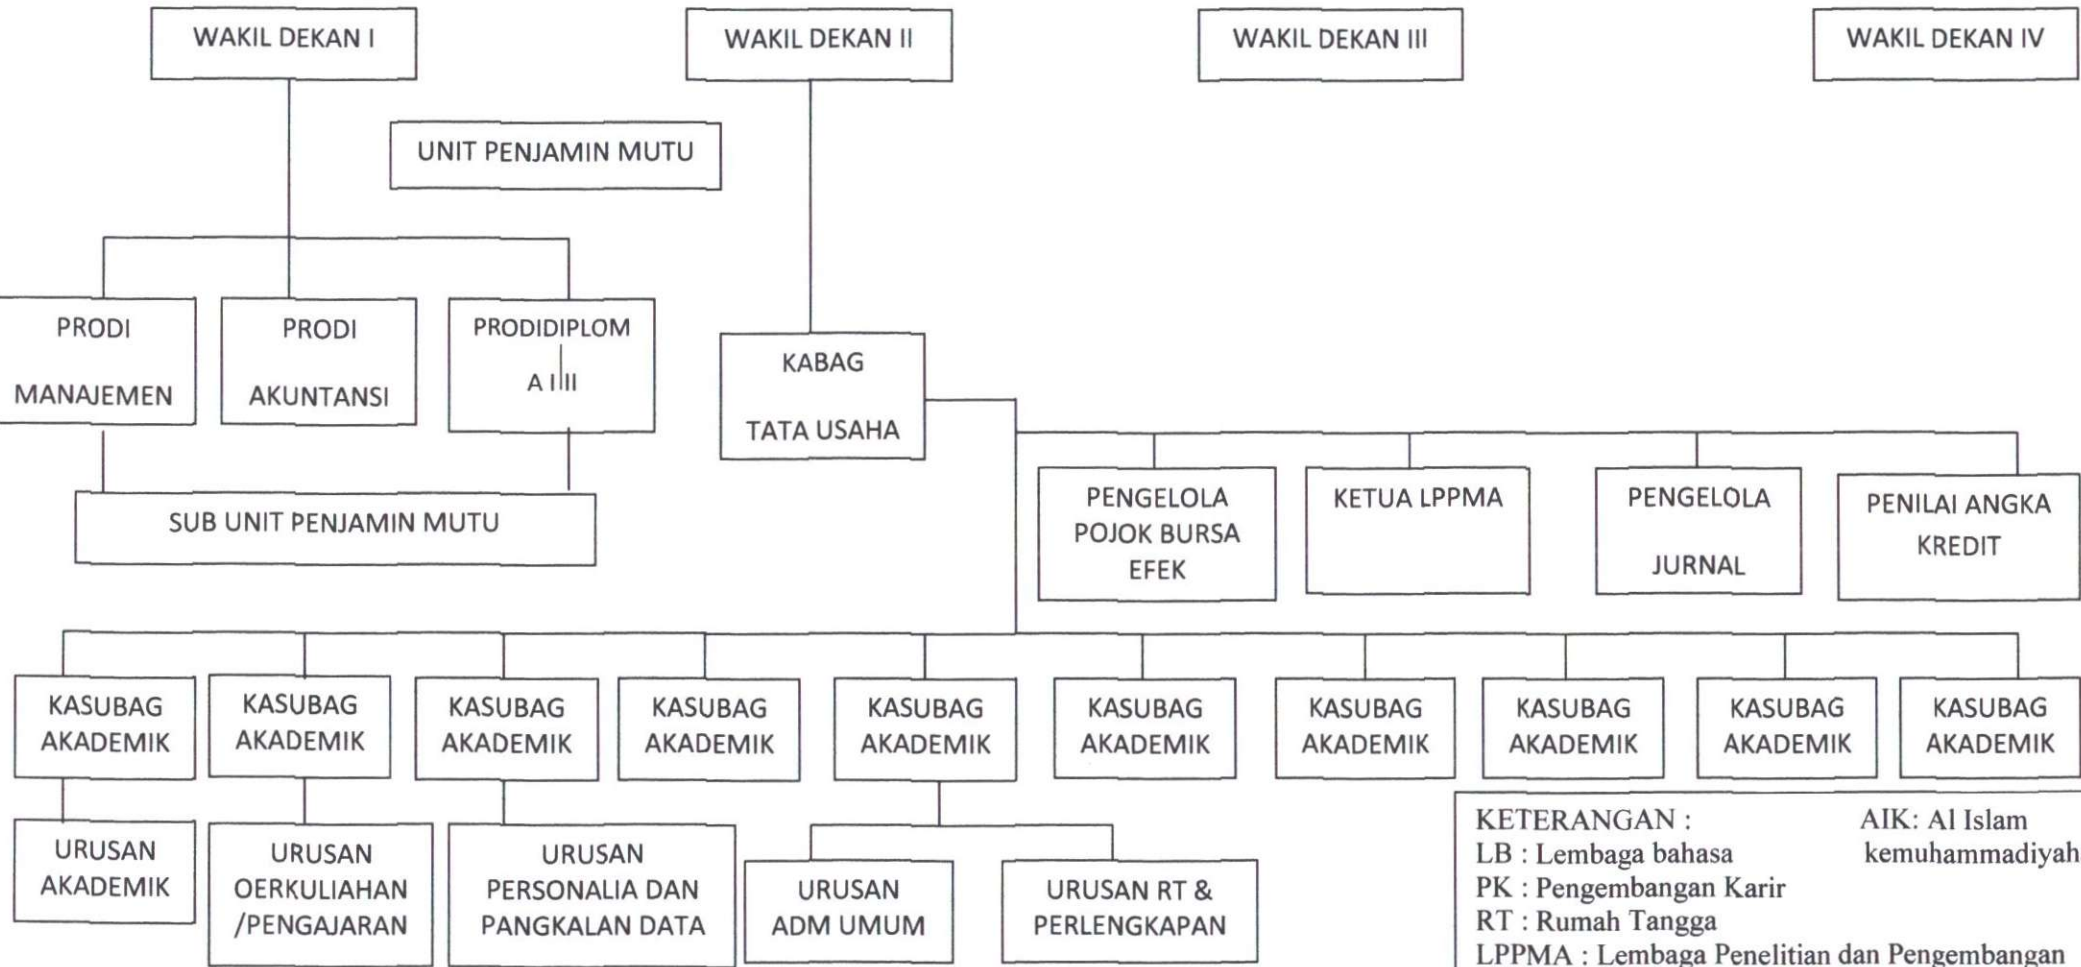 WAKIL DEKAN I
WAKIL DEKAN II
WAKIL DEKAN III
WAKIL DEKAN IV
UNIT PENJAMIN MUTU
PRODI
MANAJEMEN
PRODI
AKUNTANSI
PRODIDIPLOM
A I III
KABAG
TATA USAHA
SUB UNIT PENJAMIN MUTU
PENGELOLA
POJOK BURSA
EFEK
KETUA LPPMA
PENGELOLA
JURNAL
PENILAI ANGKA
KREDIT
KASUBAG
AKADEMIK
KASUBAG
AKADEMIK
KASUBAG
AKADEMIK
KASUBAG
AKADEMIK
KASUBAG
AKADEMIK
KASUBAG
AKADEMIK
KASUBAG
AKADEMIK
KASUBAG
AKADEMIK
KASUBAG
AKADEMIK
KASUBAG
AKADEMIK
URUSAN
AKADEMIK
URUSAN
OERKULIAHAN
/PENGAJARAN
URUSAN
PERSONALIA DAN
PANGKALAN DATA
URUSAN
ADM UMUM
URUSAN RT &
PERLENGKAPAN
KETERANGAN : AIK: Al Islam
LB : Lembaga bahasa kemuhammadiyah
PK : Pengembangan Karir
RT : Rumah Tangga
LPPMA : Lembaga Penelitian dan Pengembangan